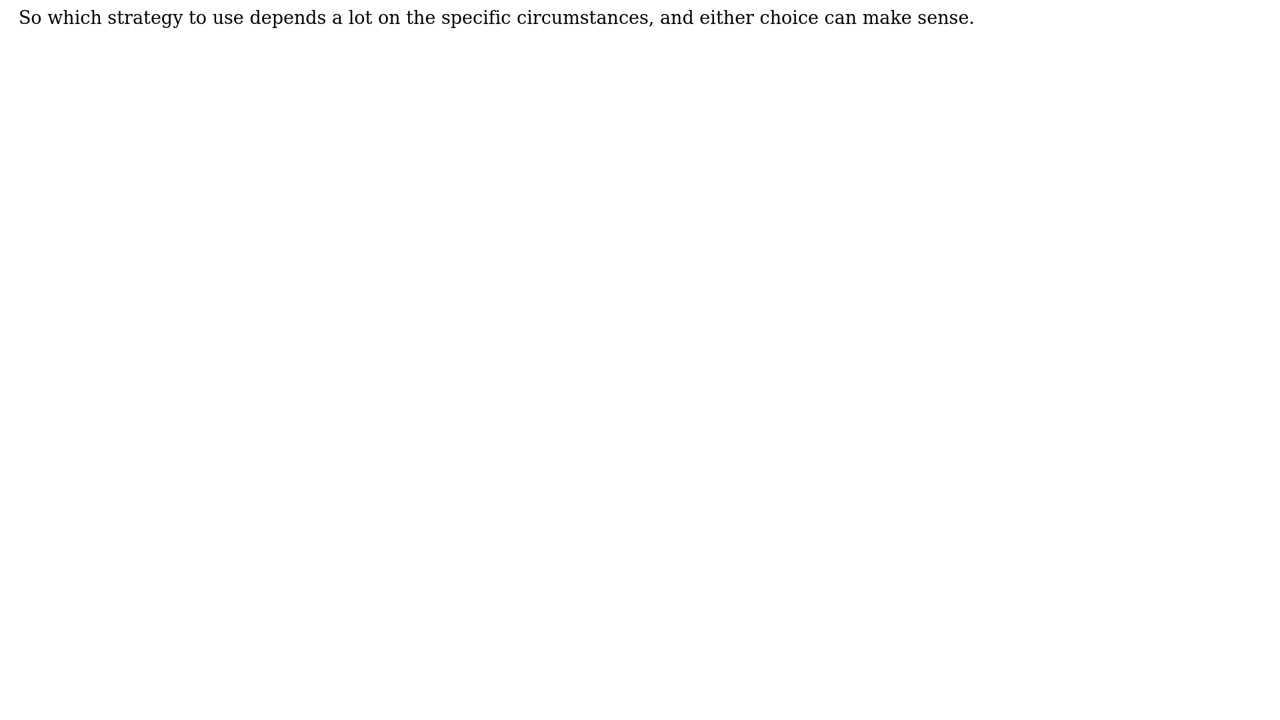 So which strategy to use depends a lot on the specific circumstances, and either choice can make sense.